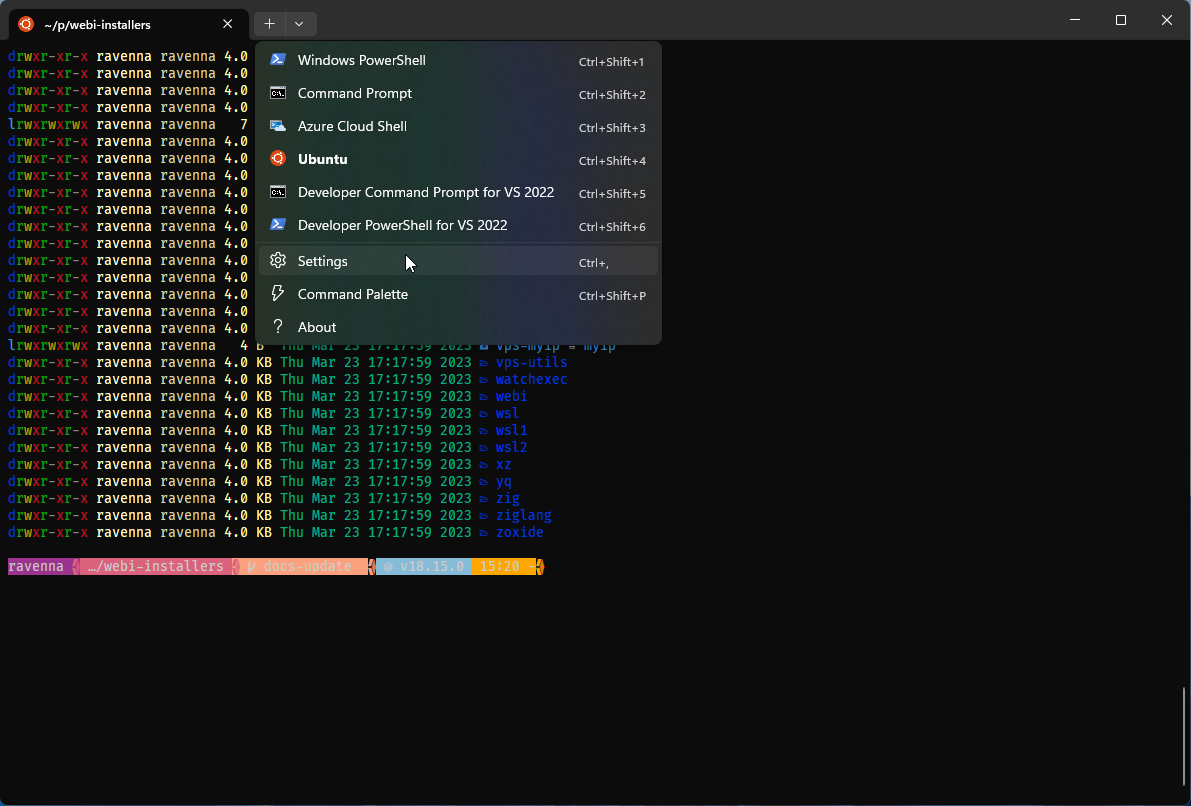 ~/p/webi-installers
drwxr-xr-x ravenna ravenna 4.0
drwxr-xr-x ravenna ravenna 4.0
drwxr-xr-x ravenna ravenna 4.0
drwxr-xr-x ravenna ravenna 4.0
lrwxrwxrwx ravenna ravenna 7
drwxr-xr-x ravenna ravenna 4.0
drwxr-xr-x ravenna ravenna 4.0
drwxr-xr-x ravenna ravenna 4.0
drwxr-xr-x ravenna ravenna 4.0
drwxr-xr-x ravenna ravenna 4.0
drwxr-xr-x ravenna ravenna 4.0
drwxr-xr-x ravenna ravenna 4.0
drwxr-xr-x ravenna ravenna 4.0
drwxr-xr-x ravenna ravenna 4.0
drwxr-xr-x ravenna ravenna 4.0
drwxr-xr-x ravenna ravenna 4.0
drwxr-xr-x ravenna ravenna 4.0
Windows PowerShell Ctrl+Shift+1
Command Prompt Ctrl+Shift+2
Azure Cloud Shell Ctrl+Shift+3
Ubuntu Ctrl+Shift+4
Developer Command Prompt for VS 2022 Ctrl+Shift+5
Developer PowerShell for VS 2022 Ctrl+Shift+6
Settings Ctrl+,
Command Palette Ctrl+Shift+P
? About
lrwxrwxrwx ravenna ravenna 4 B Thu Mar 23 17:17:59 2023 vps-myip ⇒ myip
drwxr-xr-x ravenna ravenna 4.0 KB Thu Mar 23 17:17:59 2023 vps-utils
drwxr-xr-x ravenna ravenna 4.0 KB Thu Mar 23 17:17:59 2023 watchexec
drwxr-xr-x ravenna ravenna 4.0 KB Thu Mar 23 17:17:59 2023 webi
drwxr-xr-x ravenna ravenna 4.0 KB Thu Mar 23 17:17:59 2023 wsl
drwxr-xr-x ravenna ravenna 4.0 KB Thu Mar 23 17:17:59 2023 wsl1
drwxr-xr-x ravenna ravenna 4.0 KB Thu Mar 23 17:17:59 2023 wsl2
drwxr-xr-x ravenna ravenna 4.0 KB Thu Mar 23 17:17:59 2023 xz
drwxr-xr-x ravenna ravenna 4.0 KB Thu Mar 23 17:17:59 2023 yq
drwxr-xr-x ravenna ravenna 4.0 KB Thu Mar 23 17:17:59 2023 zig
drwxr-xr-x ravenna ravenna 4.0 KB Thu Mar 23 17:17:59 2023 ziglang
drwxr-xr-x ravenna ravenna 4.0 KB Thu Mar 23 17:17:59 2023 zoxide
ravenna …/webi-installers docs-update v18.15.0 15:20